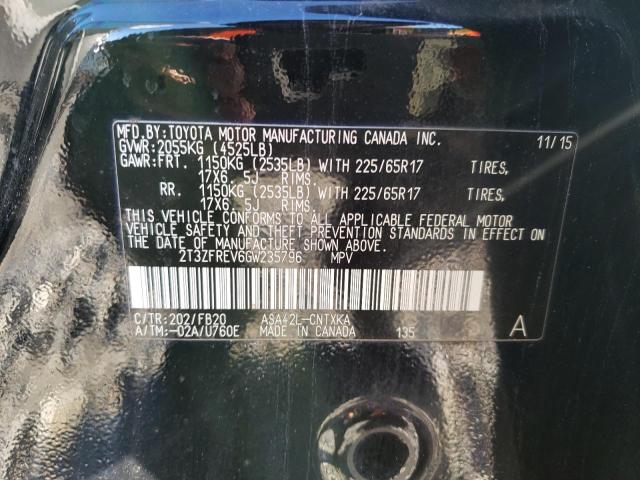 MFD.BY:TOYOTA MOTOR MANUFACTURING CANADA INC. 11/15
GVWR:2055KG (4525LB)
GAWR:FRT. 1150KG (2535LB) WITH 225/65R17 TIRES,
17X6.5J RIMS
RR. 1150KG (2535LB) WITH 225/65R17 TIRES,
17X6.5J RIMS
THIS VEHICLE CONFORMS TO ALL APPLICABLE FEDERAL MOTOR
VEHICLE SAFETY AND THEFT PREVENTION STANDARDS IN EFFECT
ON THE DATE OF MANUFACTURE SHOWN ABOVE.
2T3ZFREV6GW235796 MPV
C/TR:202/FB20 ASA42L-CNTXKA
A/TM:-02A/U760E MADE IN CANADA 135 A